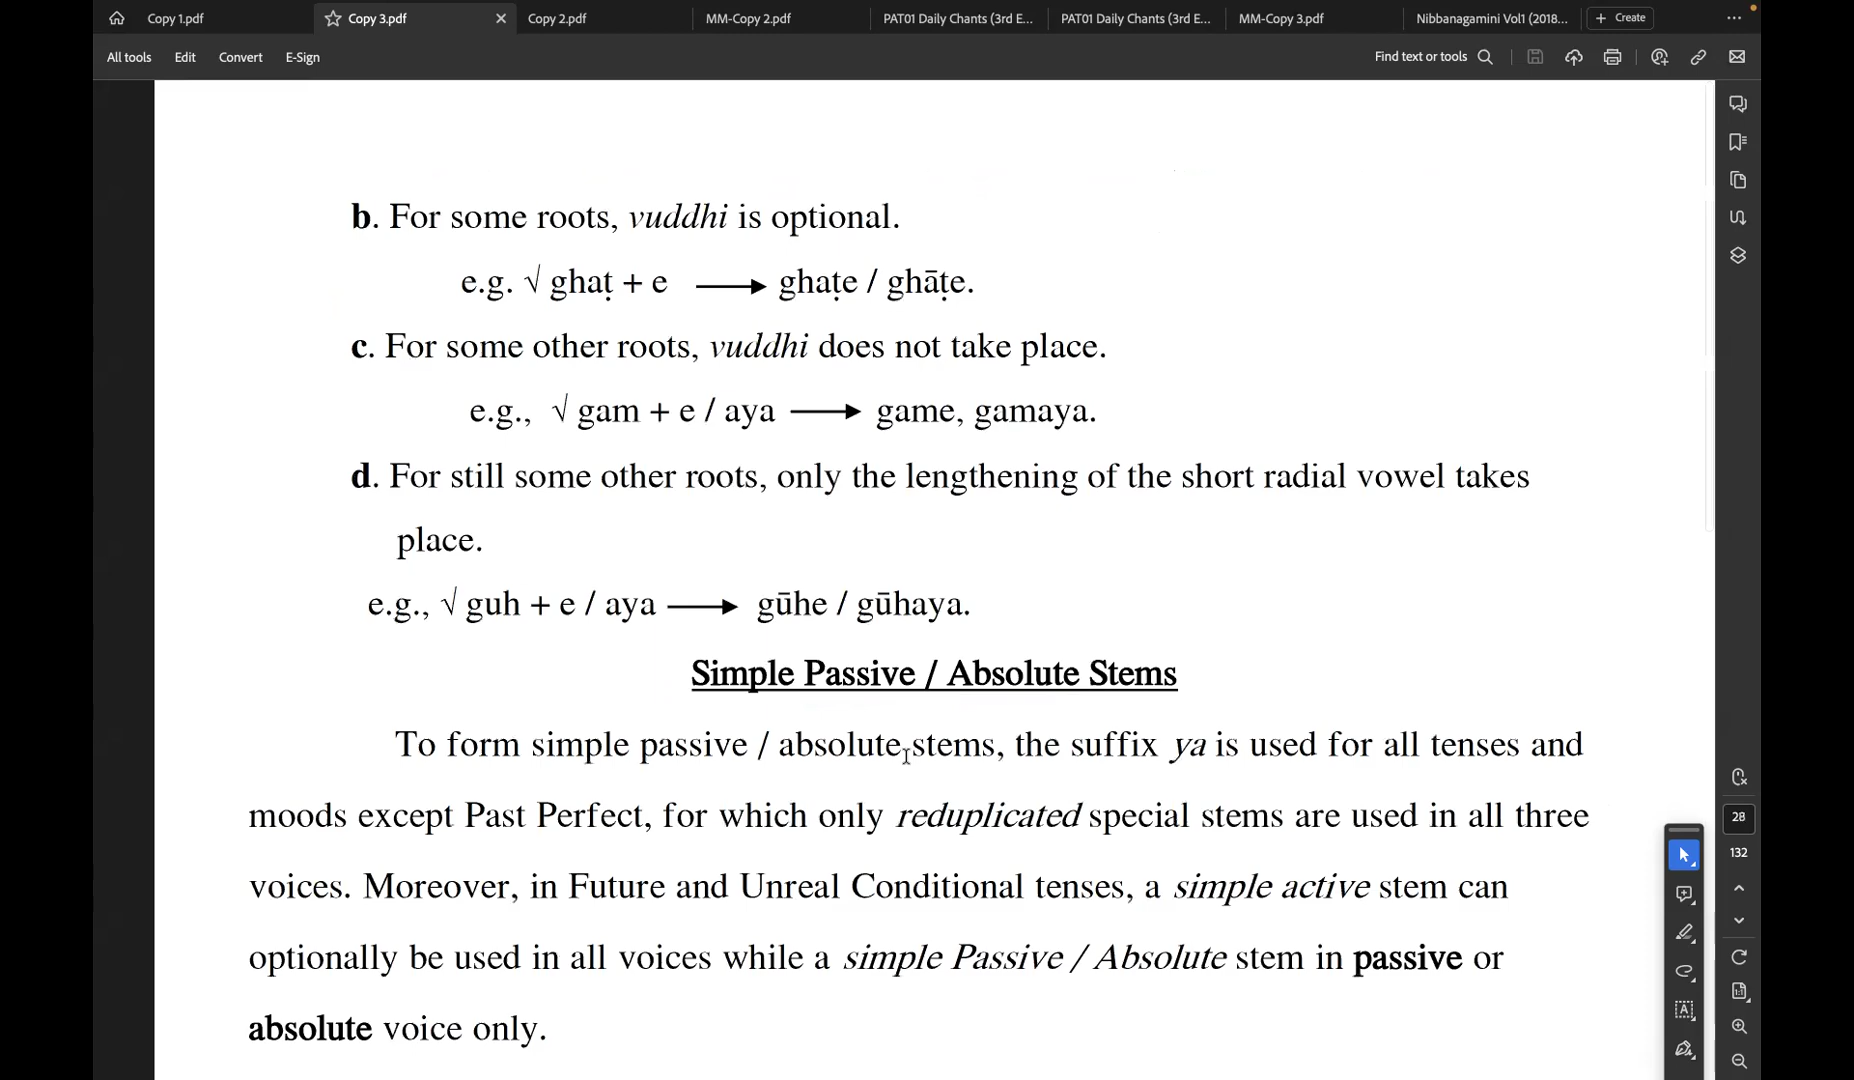 Copy 1.pdf
Copy 3.pdf
Copy 2.pdf
MM-Copy 2.pdf
PAT01 Daily Chants (3rd E...
PAT01 Daily Chants (3rd E...
MM-Copy 3.pdf
Nibbanagamini Vol1 (2018...
+ Create
All tools Edit Convert E-Sign
Find text or tools
b. For some roots, vuddhi is optional.
e.g. √ ghaṭ + e ⟶ ghaṭe / ghāṭe.
c. For some other roots, vuddhi does not take place.
e.g., √ gam + e / aya ⟶ game, gamaya.
d. For still some other roots, only the lengthening of the short radial vowel takes
place.
e.g., √ guh + e / aya ⟶ gūhe / gūhaya.
Simple Passive / Absolute Stems
To form simple passive / absolute stems, the suffix ya is used for all tenses and
moods except Past Perfect, for which only reduplicated special stems are used in all three
voices. Moreover, in Future and Unreal Conditional tenses, a simple active stem can
optionally be used in all voices while a simple Passive / Absolute stem in passive or
absolute voice only.
28
132